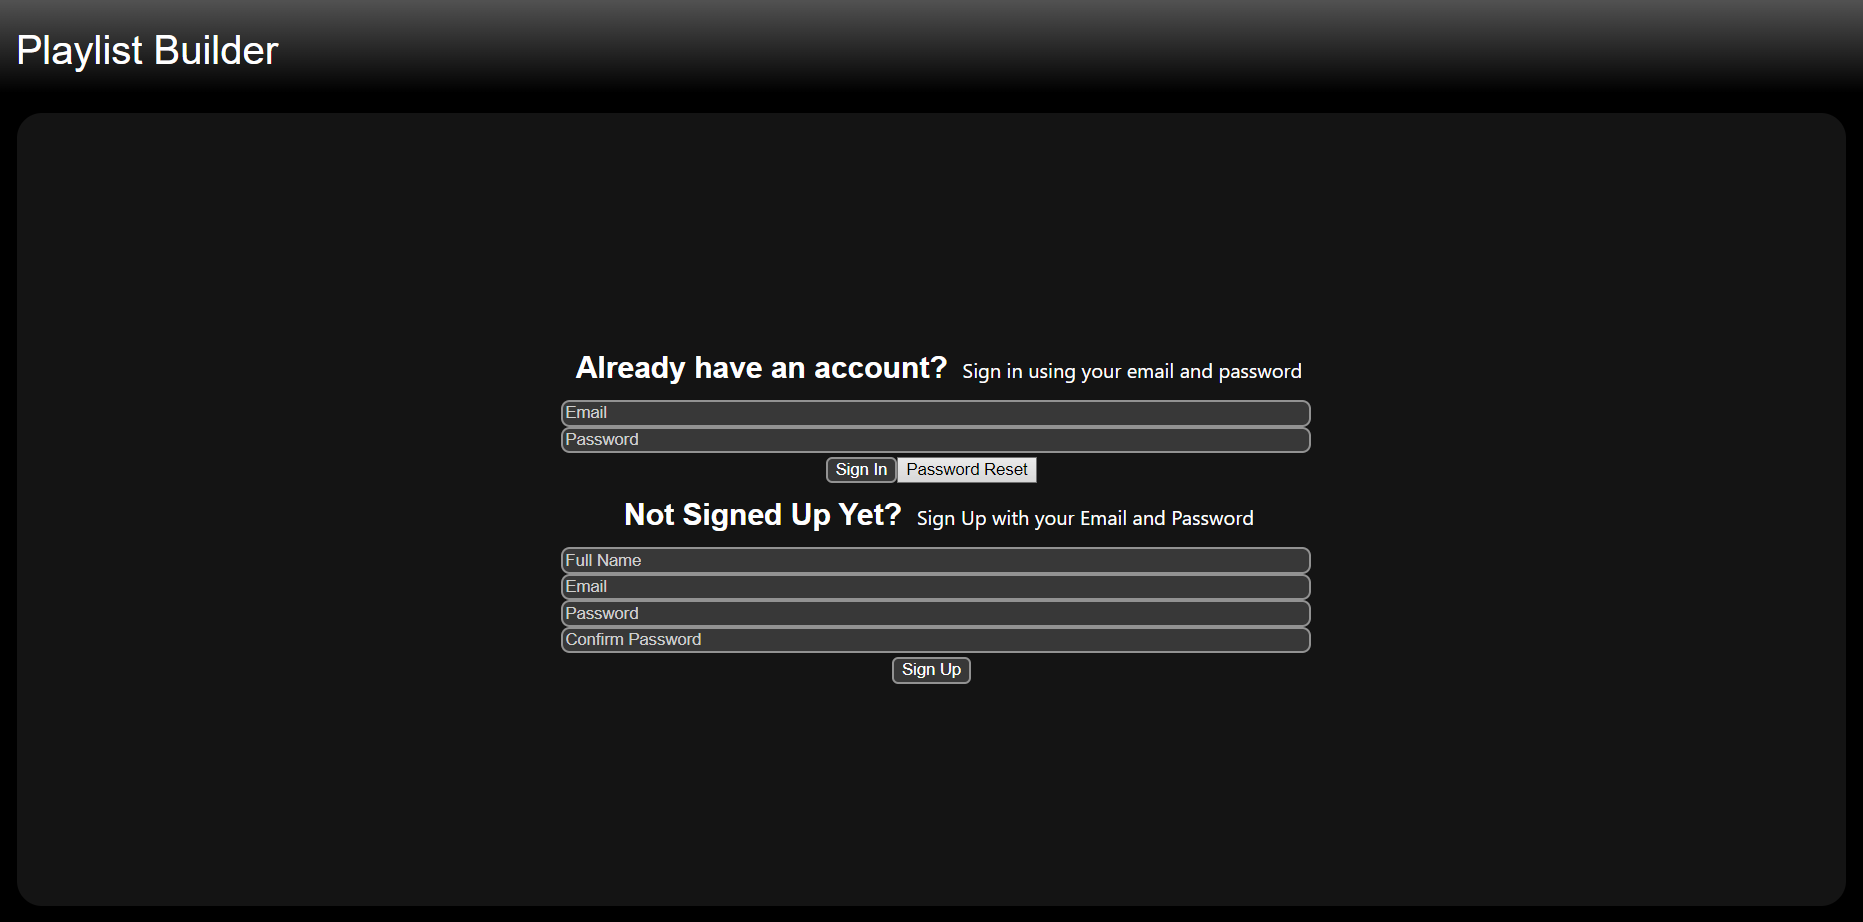 Playlist Builder
Already have an account? Sign in using your email and password
Email
Password
Sign In Password Reset
Not Signed Up Yet? Sign Up with your Email and Password
Full Name
Email
Password
Confirm Password
Sign Up